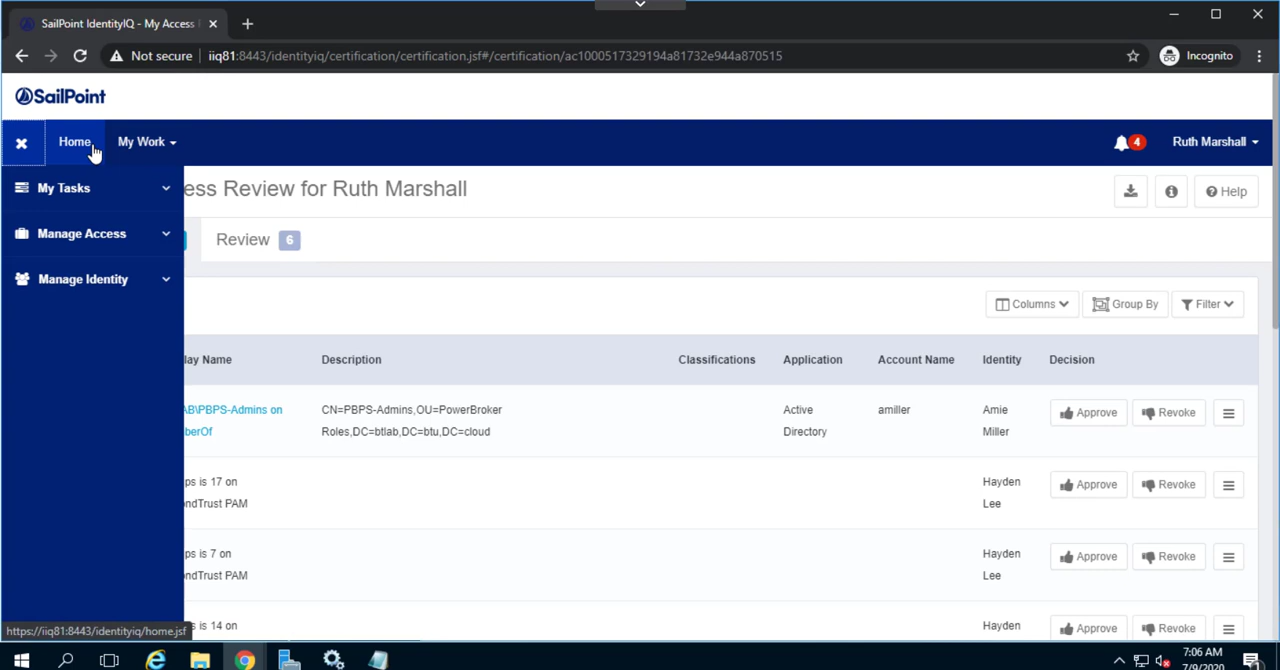 SailPoint IdentityIQ - My Access
Not secure
iiq81:8443/identityiq/certification/certification.jsf#/certification/ac1000517329194a81732e944a870515
Incognito
SailPoint
Home
My Work
4
Ruth Marshall
My Tasks
Manage Access
Manage Identity
ess Review for Ruth Marshall
Help
Review 6
Columns
Group By
Filter
lay Name
Description
Classifications
Application
Account Name
Identity
Decision
AB\PBPS-Admins on
berOf
CN=PBPS-Admins,OU=PowerBroker
Roles,DC=btlab,DC=btu,DC=cloud
Active
Directory
amiller
Amie
Miller
Approve
Revoke
ps is 17 on
ondTrust PAM
Hayden
Lee
Approve
Revoke
ps is 7 on
ondTrust PAM
Hayden
Lee
Approve
Revoke
s is 14 on
Hayden
Approve
Revoke
https://iiq81:8443/identityiq/home.jsf
7:06 AM
7/9/2020
1